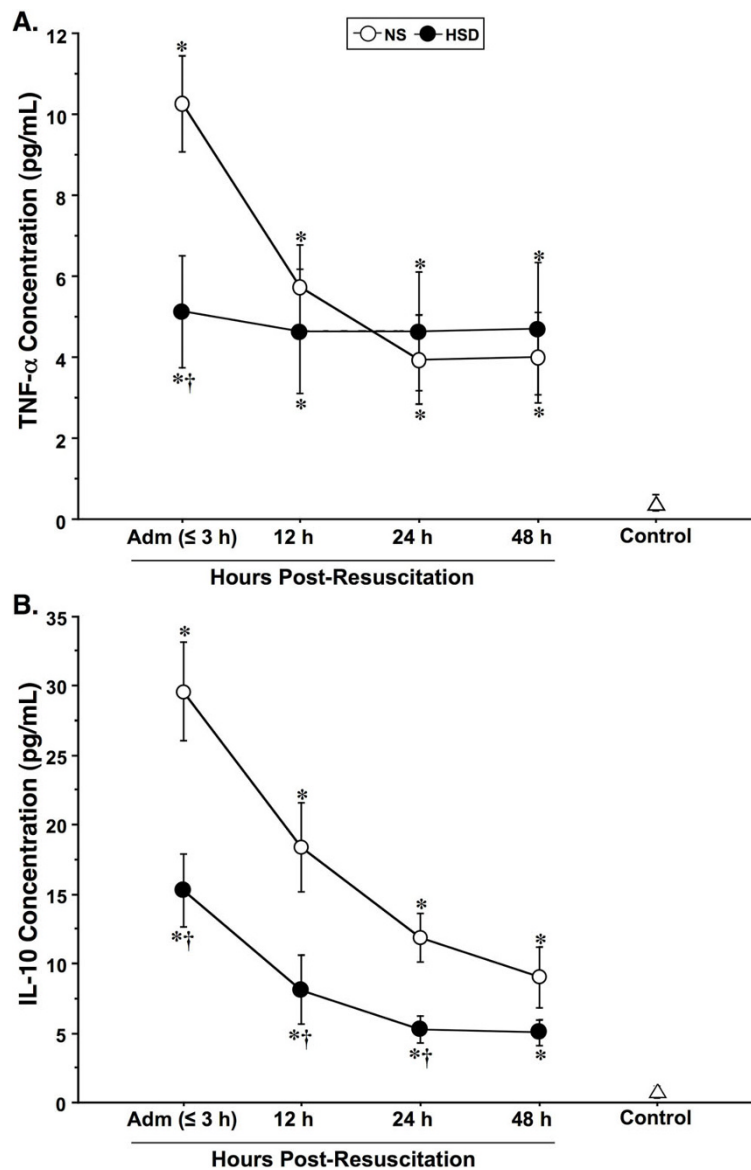 A.
NS HSD
TNF-α Concentration (pg/mL)
12
10
8
6
4
2
0
*
* * *
*† * * *
Adm (≤ 3 h) 12 h 24 h 48 h Control
Hours Post-Resuscitation
B.
IL-10 Concentration (pg/mL)
35
30
25
20
15
10
5
0
*
*
*
*
*†
*† *† *
Adm (≤ 3 h) 12 h 24 h 48 h Control
Hours Post-Resuscitation